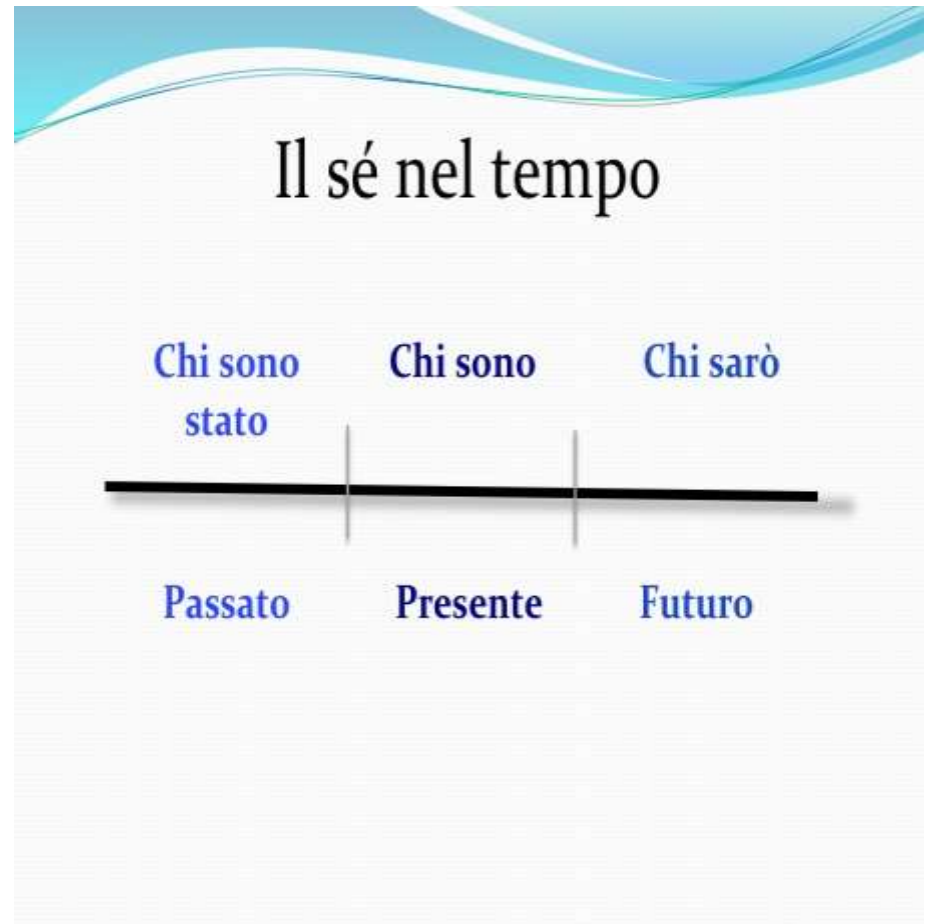 Il sé nel tempo
Chi sono stato
Chi sono
Chi sarò
Passato
Presente
Futuro